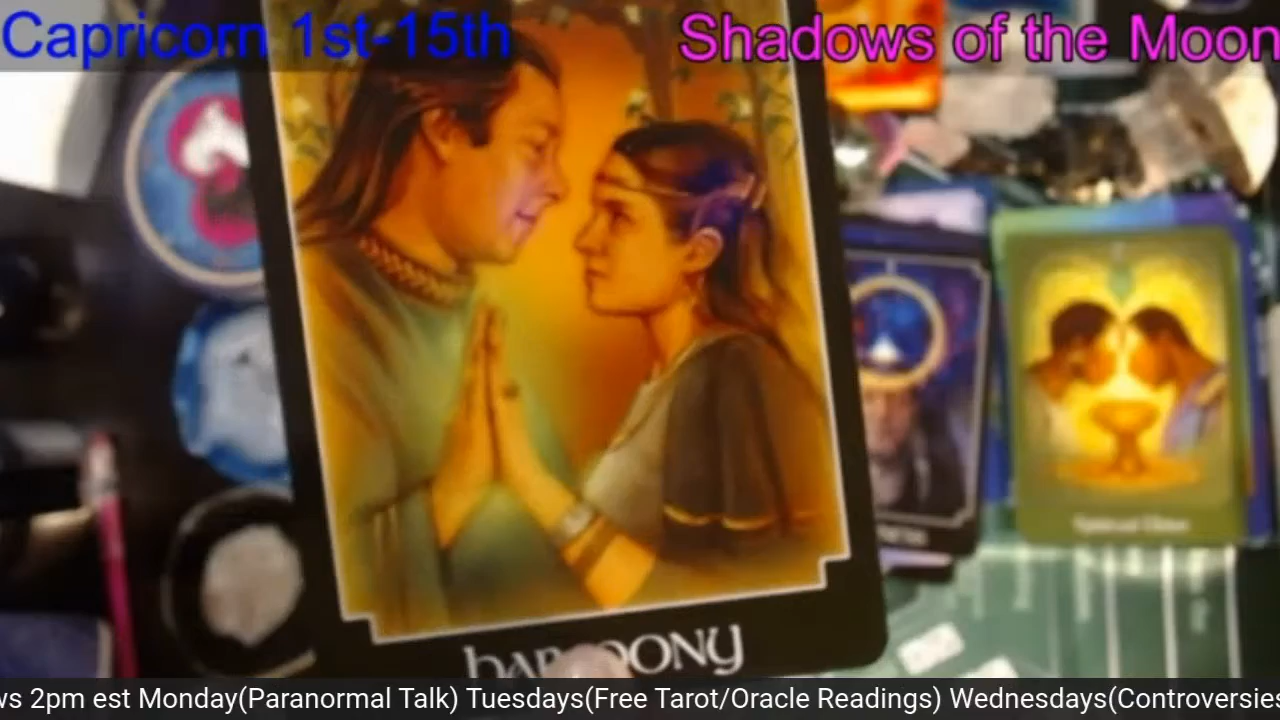 Capricorn 1st-15th
Shadows of the Moon
HARMONY
ws 2pm est Monday(Paranormal Talk) Tuesdays(Free Tarot/Oracle Readings) Wednesdays(Controversies